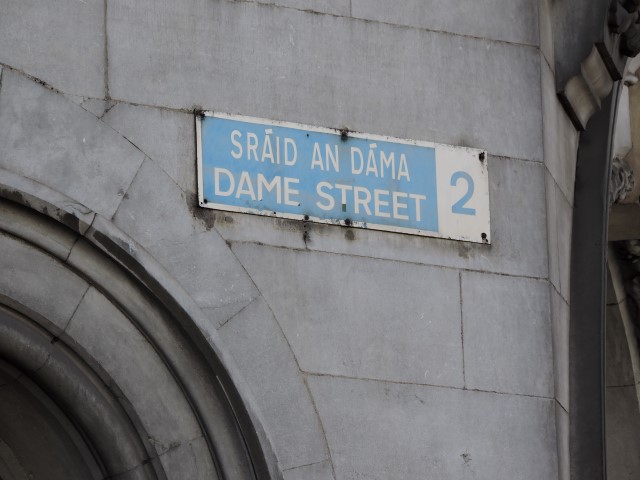 SRÁID AN DÁMA
DAME STREET
2